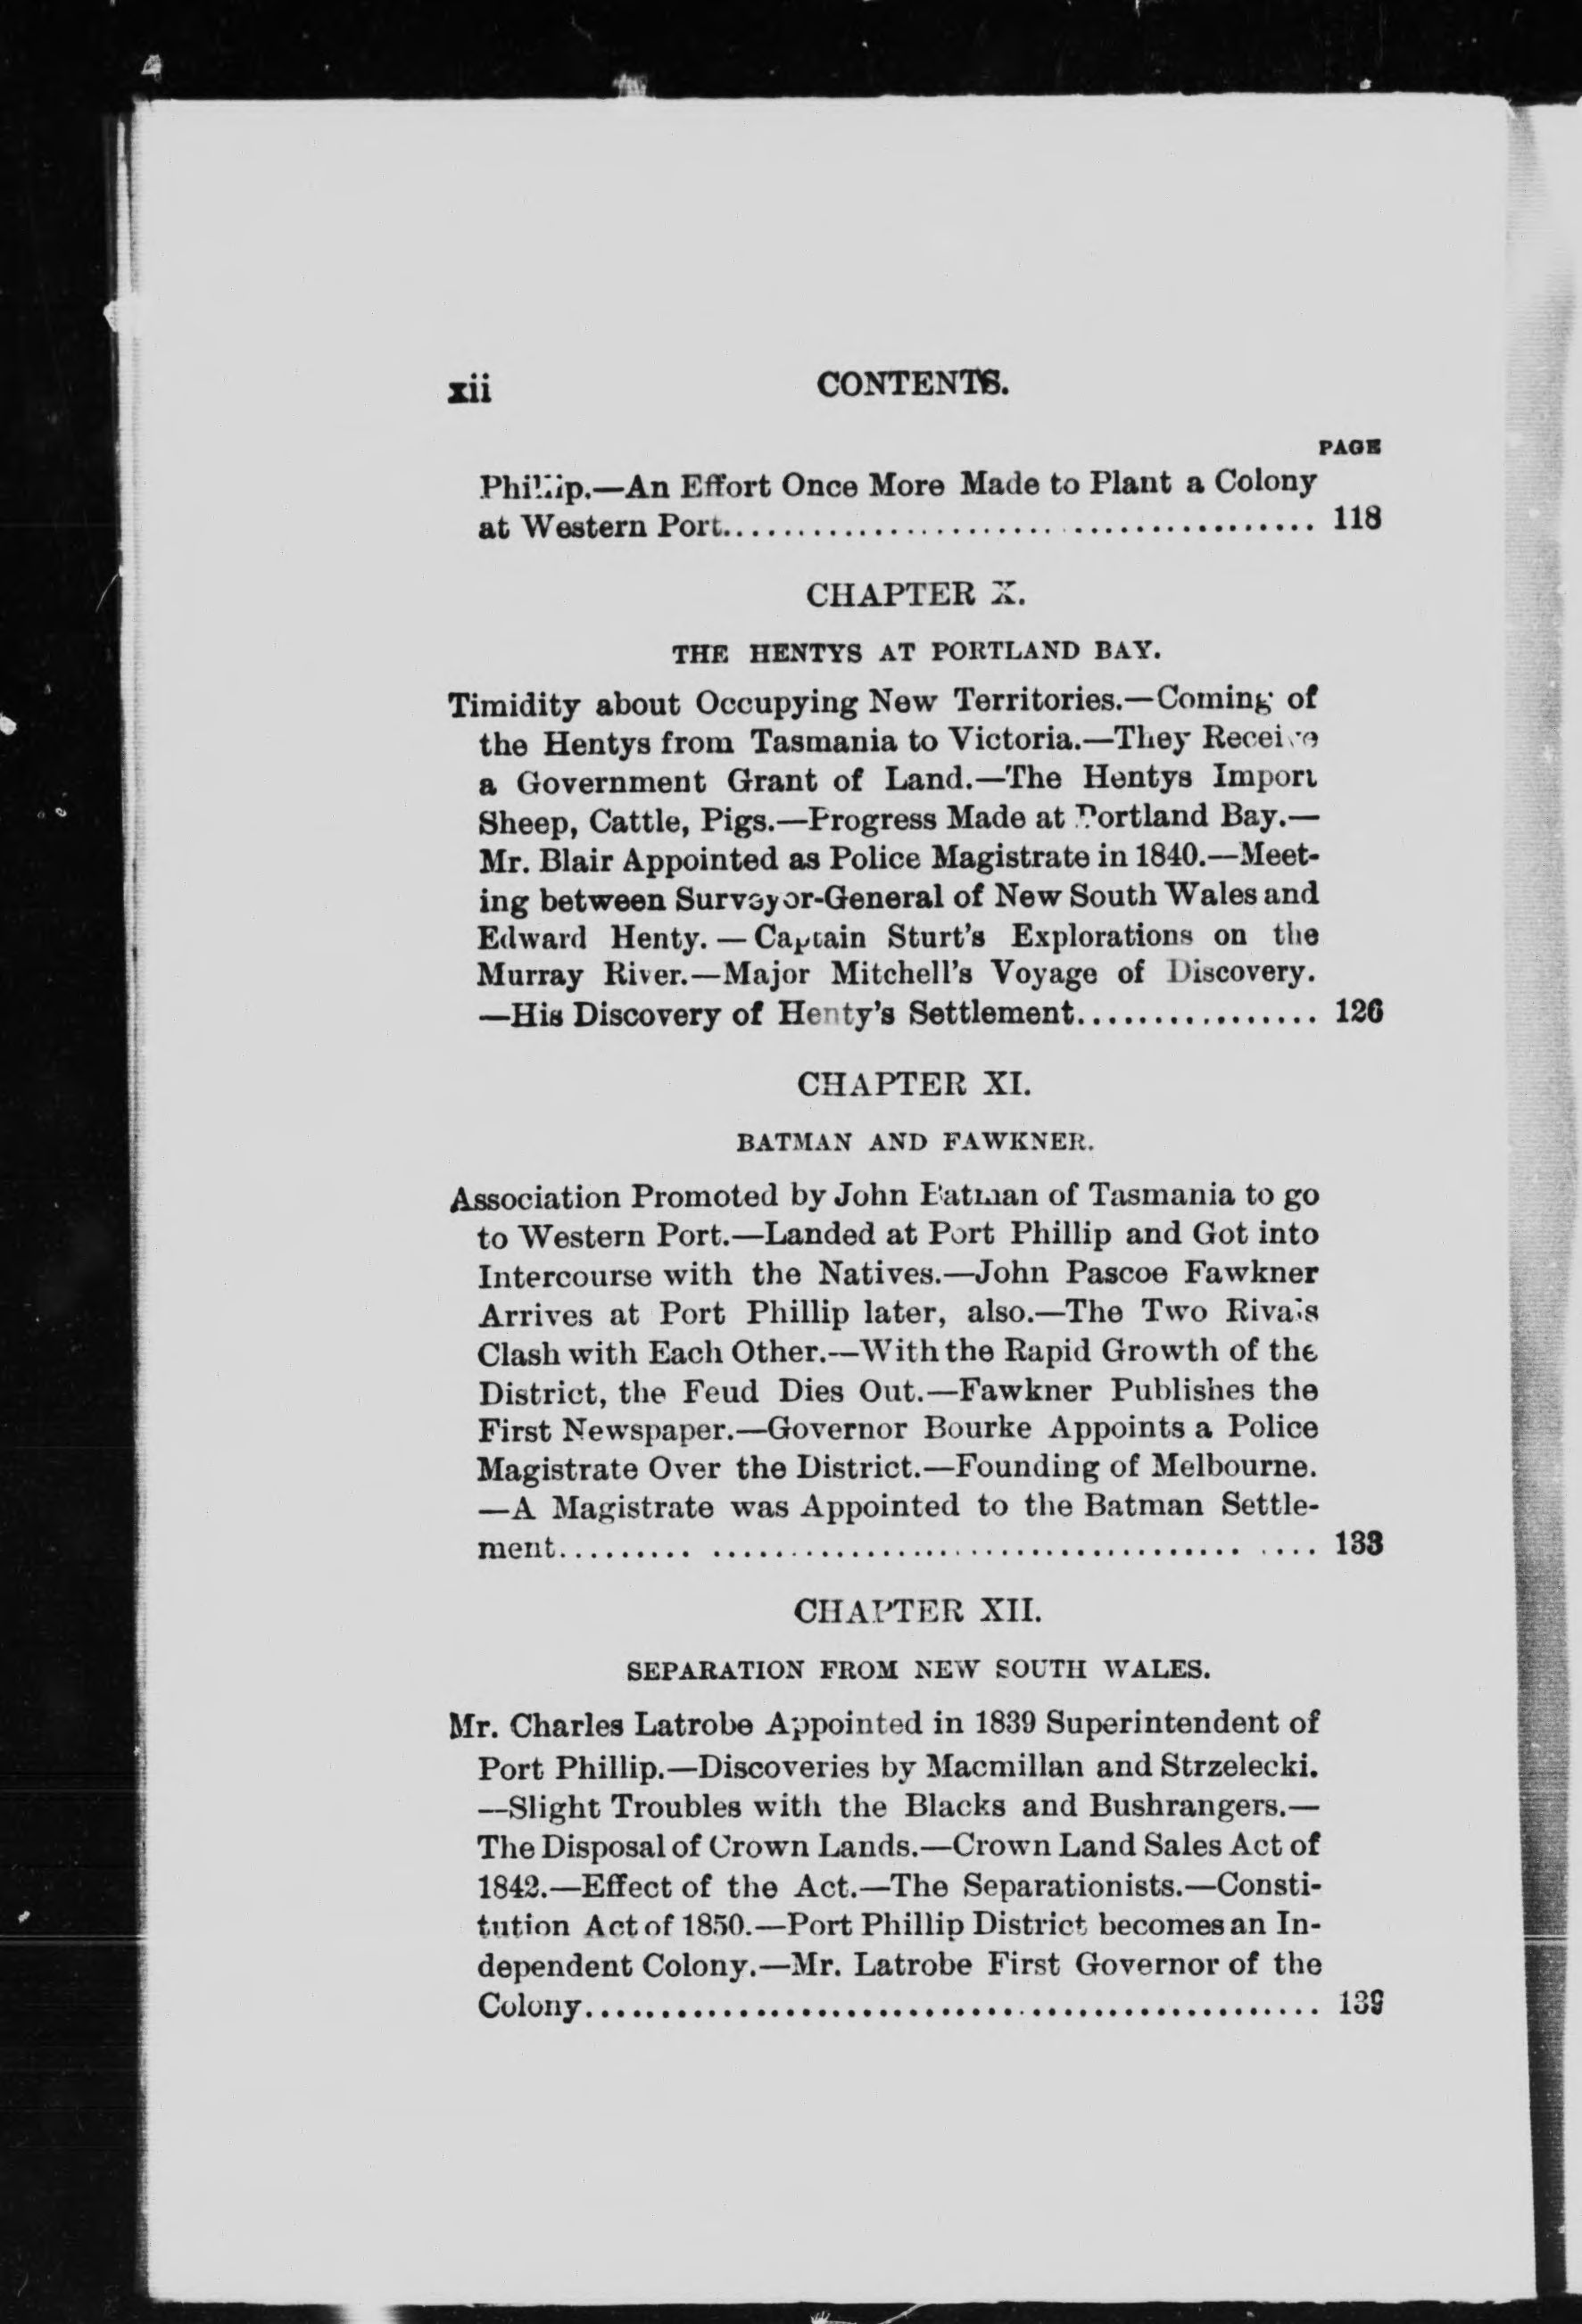 xii CONTENTS.
PAGE
Phillip.—An Effort Once More Made to Plant a Colony
at Western Port........................................ 118
CHAPTER X.
THE HENTYS AT PORTLAND BAY.
Timidity about Occupying New Territories.—Coming of
the Hentys from Tasmania to Victoria.—They Receive
a Government Grant of Land.—The Hentys Import
Sheep, Cattle, Pigs.—Progress Made at Portland Bay.—
Mr. Blair Appointed as Police Magistrate in 1840.—Meet-
ing between Surveyor-General of New South Wales and
Edward Henty.—Captain Sturt's Explorations on the
Murray River.—Major Mitchell's Voyage of Discovery.
—His Discovery of Henty's Settlement................ 126
CHAPTER XI.
BATMAN AND FAWKNER.
Association Promoted by John Batman of Tasmania to go
to Western Port.—Landed at Port Phillip and Got into
Intercourse with the Natives.—John Pascoe Fawkner
Arrives at Port Phillip later, also.—The Two Rivals
Clash with Each Other.—With the Rapid Growth of the
District, the Feud Dies Out.—Fawkner Publishes the
First Newspaper.—Governor Bourke Appoints a Police
Magistrate Over the District.—Founding of Melbourne.
—A Magistrate was Appointed to the Batman Settle-
ment.................................................. 133
CHAPTER XII.
SEPARATION FROM NEW SOUTH WALES.
Mr. Charles Latrobe Appointed in 1839 Superintendent of
Port Phillip.—Discoveries by Macmillan and Strzelecki.
—Slight Troubles with the Blacks and Bushrangers.—
The Disposal of Crown Lands.—Crown Land Sales Act of
1842.—Effect of the Act.—The Separationists.—Consti-
tution Act of 1850.—Port Phillip District becomes an In-
dependent Colony.—Mr. Latrobe First Governor of the
Colony................................................ 139